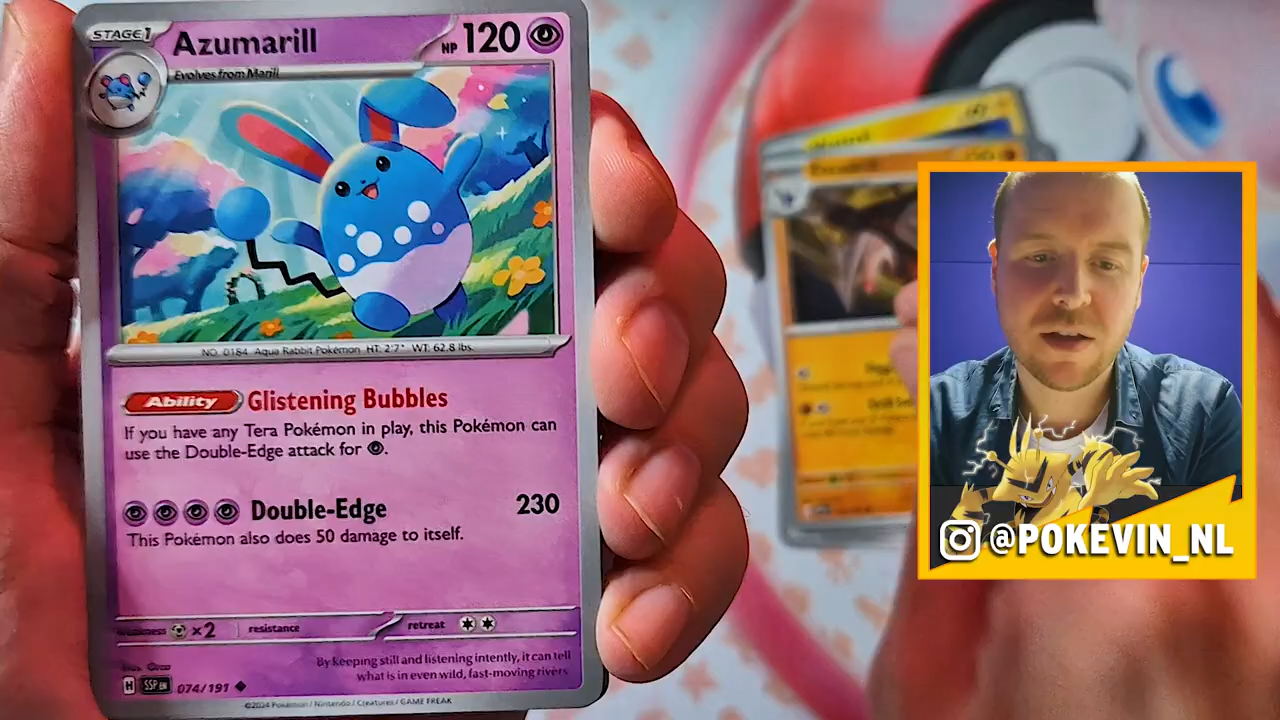 STAGE 1
Azumarill
HP 120
Evolves from Marill
NO. 0184 Aqua Rabbit Pokémon HT: 2'7" WT: 62.8 lbs.
Ability Glistening Bubbles
If you have any Tera Pokémon in play, this Pokémon can
use the Double-Edge attack for
Double-Edge 230
This Pokémon also does 50 damage to itself.
weakness ×2 resistance retreat
By keeping still and listening intently, it can tell
what is in even wild, fast-moving rivers
H SSP EN 074/191
©2024 Pokémon / Nintendo / Creatures / GAME FREAK
@POKEVIN_NL